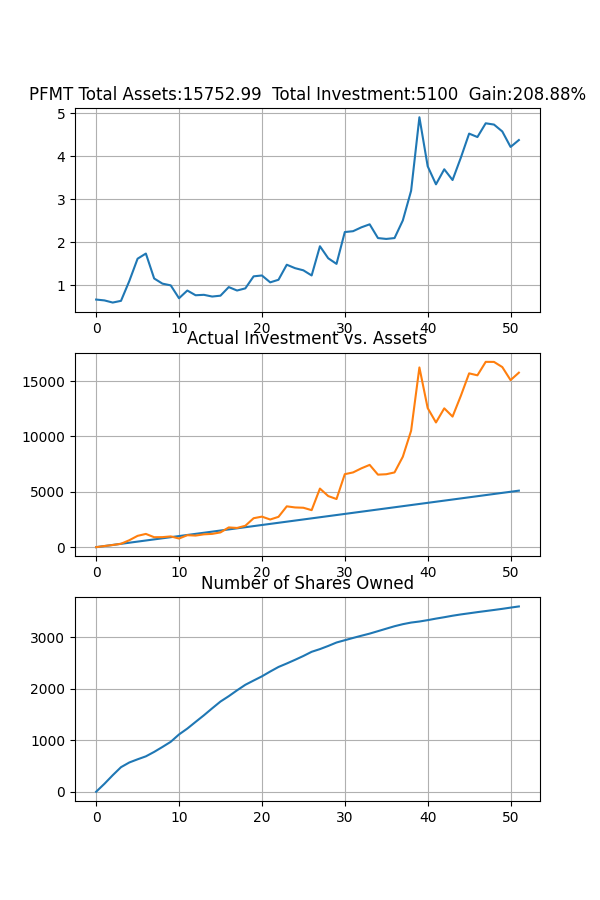 PFMT Total Assets:15752.99  Total Investment:5100  Gain:208.88%
5
4
3
2
1
0 10 20 30 40 50
Actual Investment vs. Assets
15000
10000
5000
0
0 10 20 30 40 50
Number of Shares Owned
3000
2000
1000
0
0 10 20 30 40 50